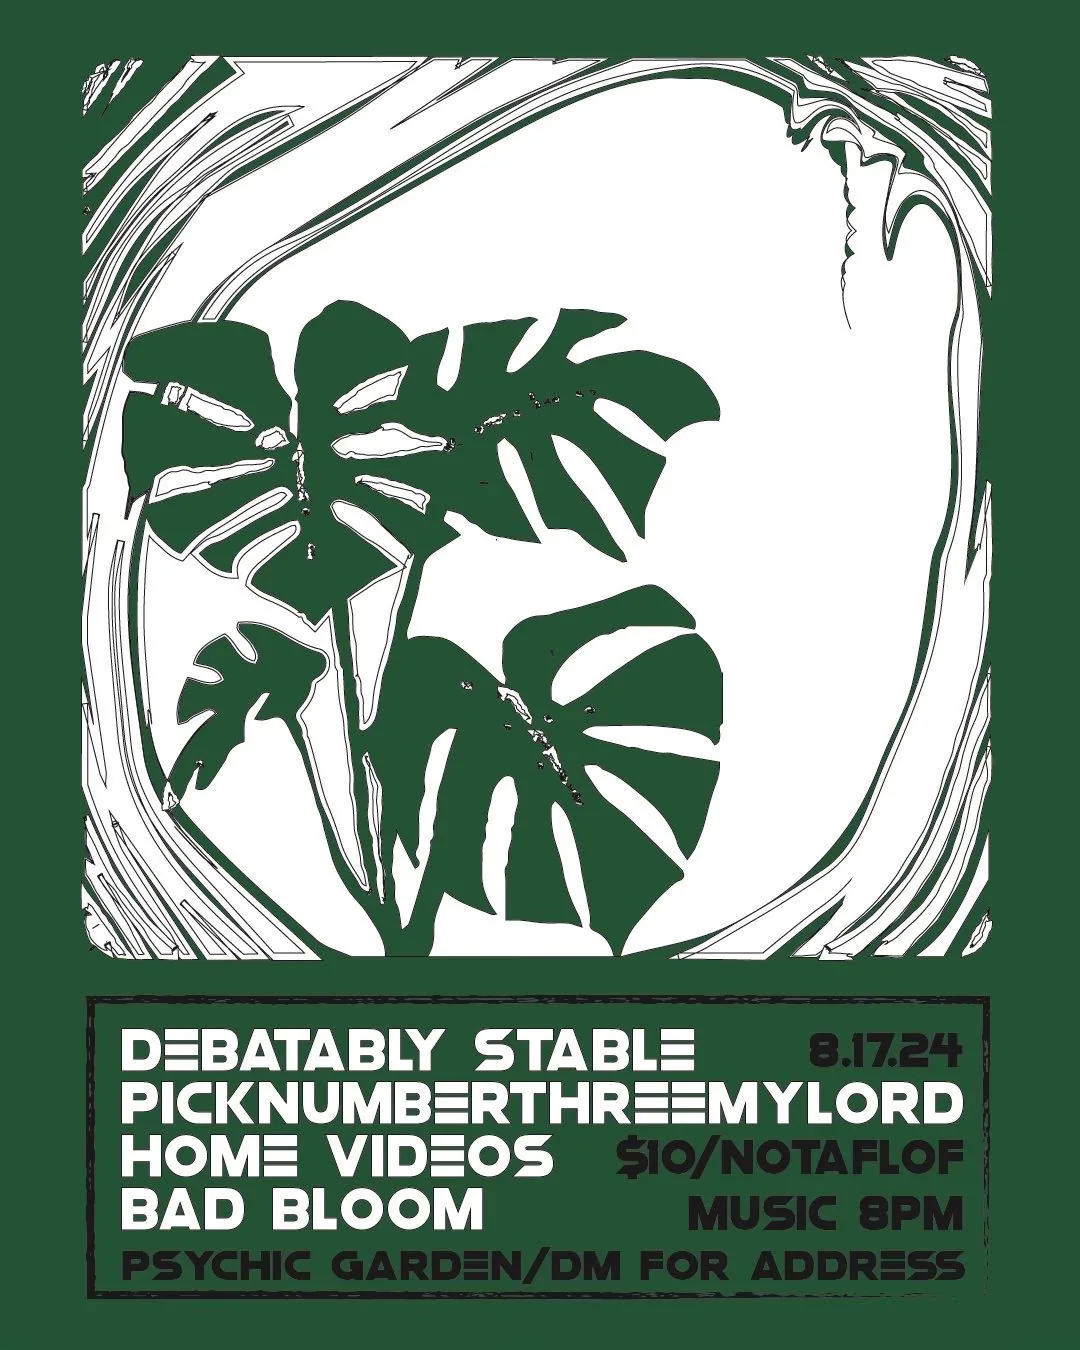 DEBATABLY STABLE 8.17.24
PICKNUMBERTHREEMYLORD
HOME VIDEOS $10/NOTAFLOF
BAD BLOOM MUSIC 8PM
PSYCHIC GARDEN/DM FOR ADDRESS